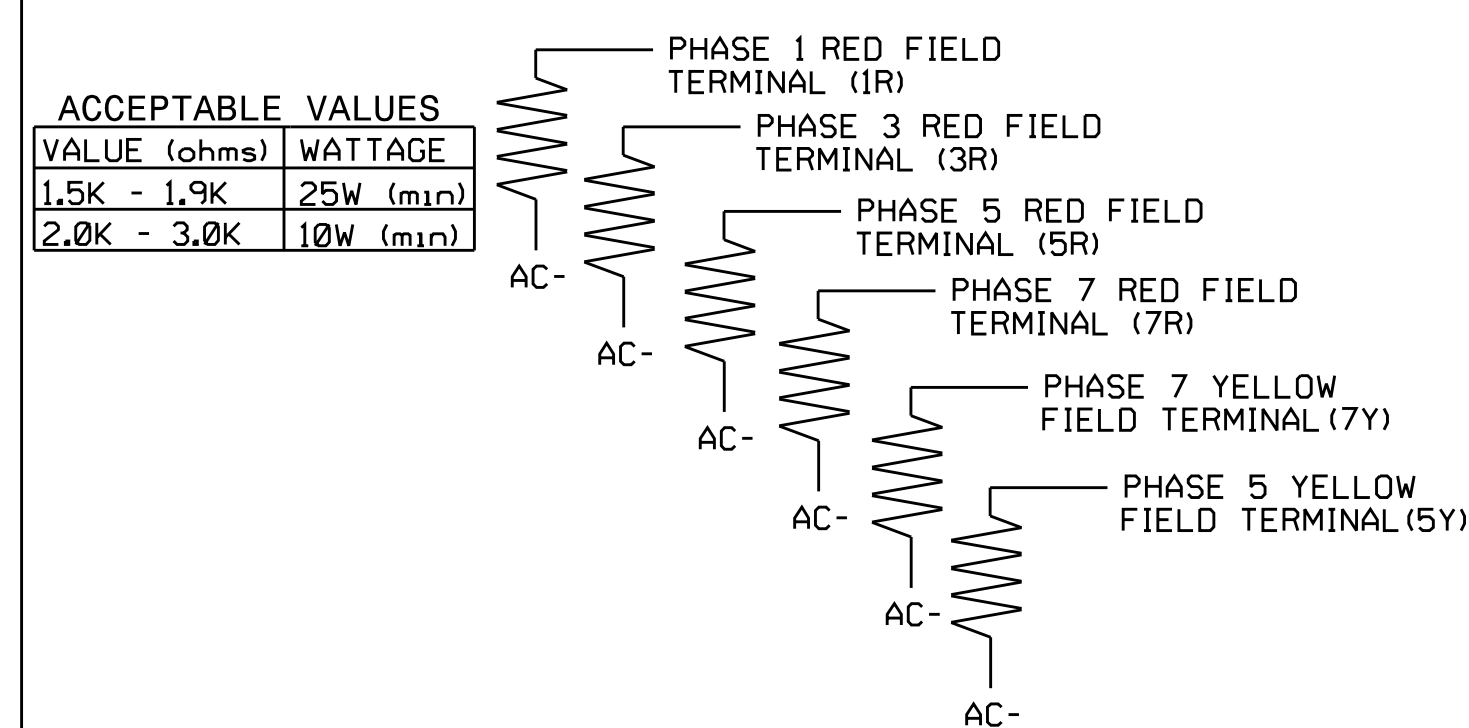 ACCEPTABLE VALUES
VALUE (ohms) WATTAGE
1.5K - 1.9K 25W (min)
2.0K - 3.0K 10W (min)
PHASE 1 RED FIELD
TERMINAL (1R)
AC-
PHASE 3 RED FIELD
TERMINAL (3R)
AC-
PHASE 5 RED FIELD
TERMINAL (5R)
AC-
PHASE 7 RED FIELD
TERMINAL (7R)
AC-
PHASE 7 YELLOW
FIELD TERMINAL(7Y)
AC-
PHASE 5 YELLOW
FIELD TERMINAL(5Y)
AC-